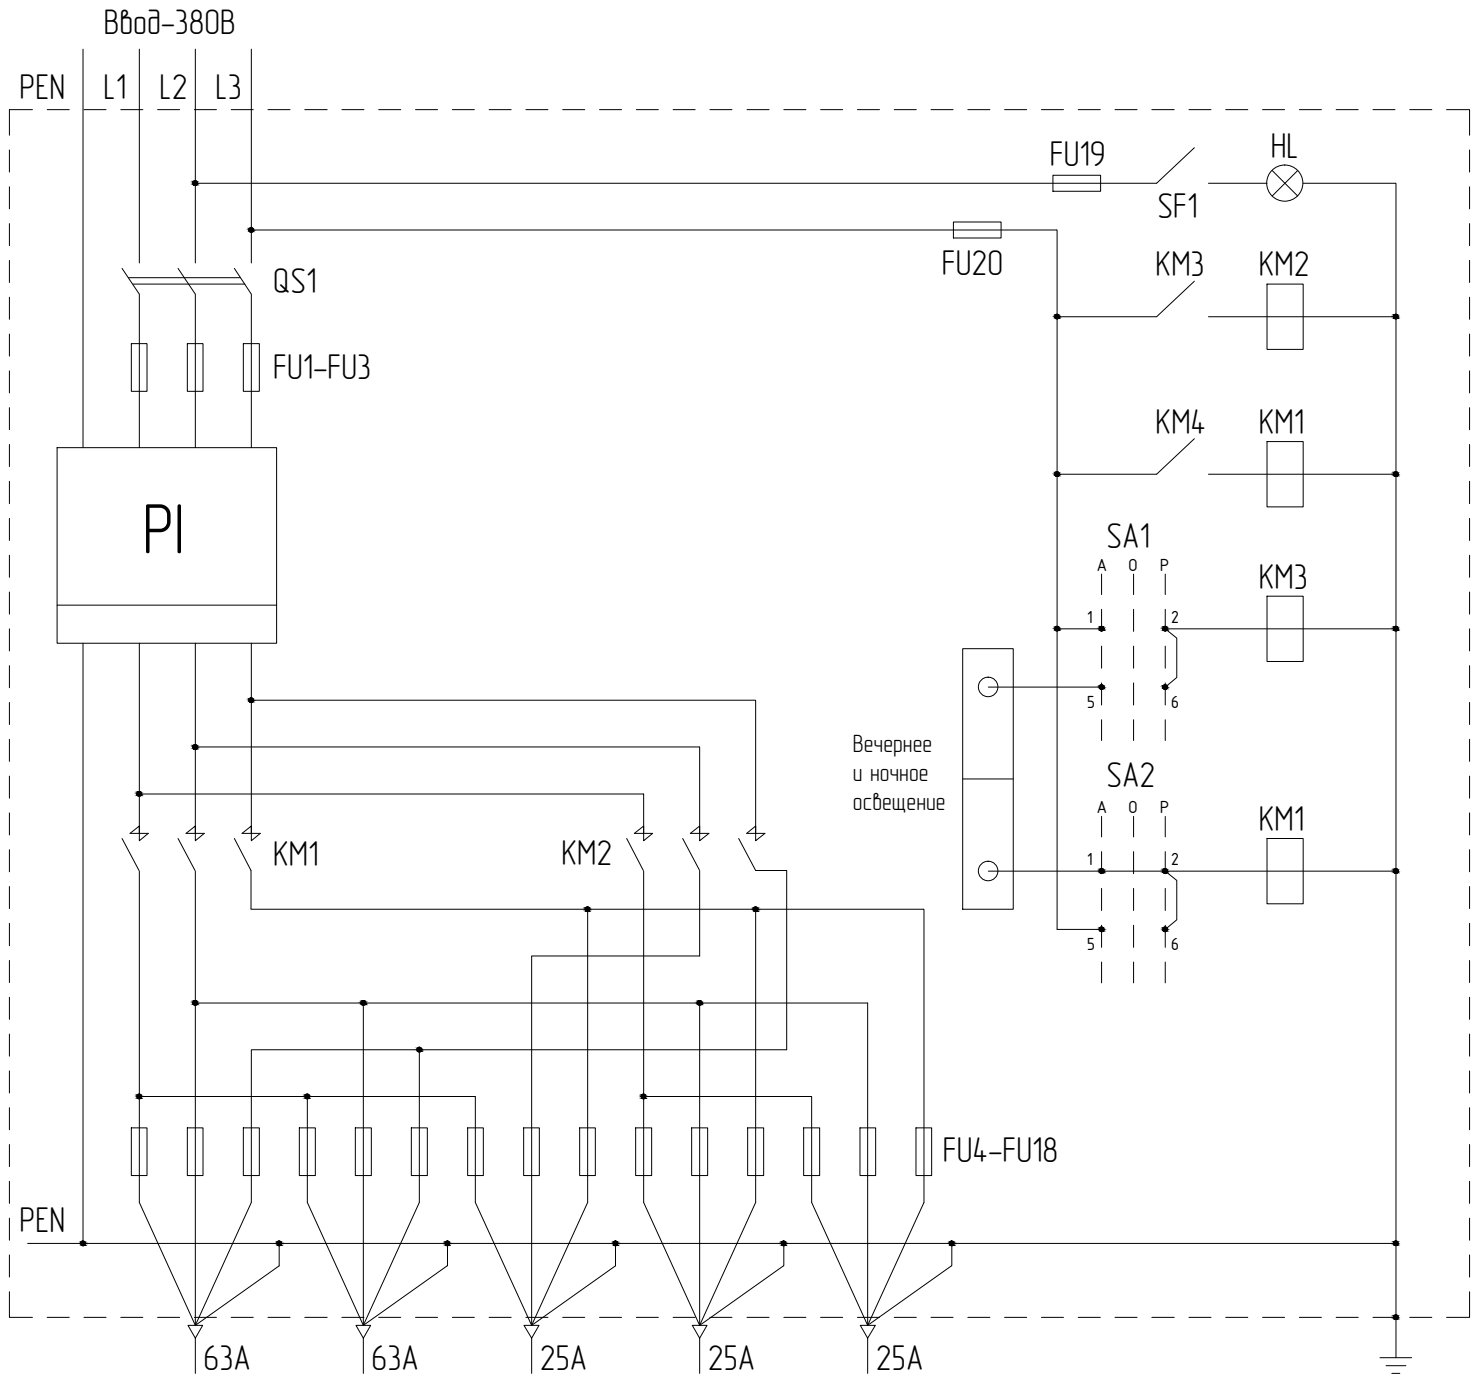 Ввод-380В
PEN L1 L2 L3
FU19
HL
SF1
FU20
QS1
KM3 KM2
FU1-FU3
KM4 KM1
PI
SA1
A O P
KM3
1 2
5 6
Вечернее
и ночное
освещение
SA2
A O P
KM1
KM1
KM2
1 2
5 6
FU4-FU18
PEN
63А 63А 25А 25А 25А